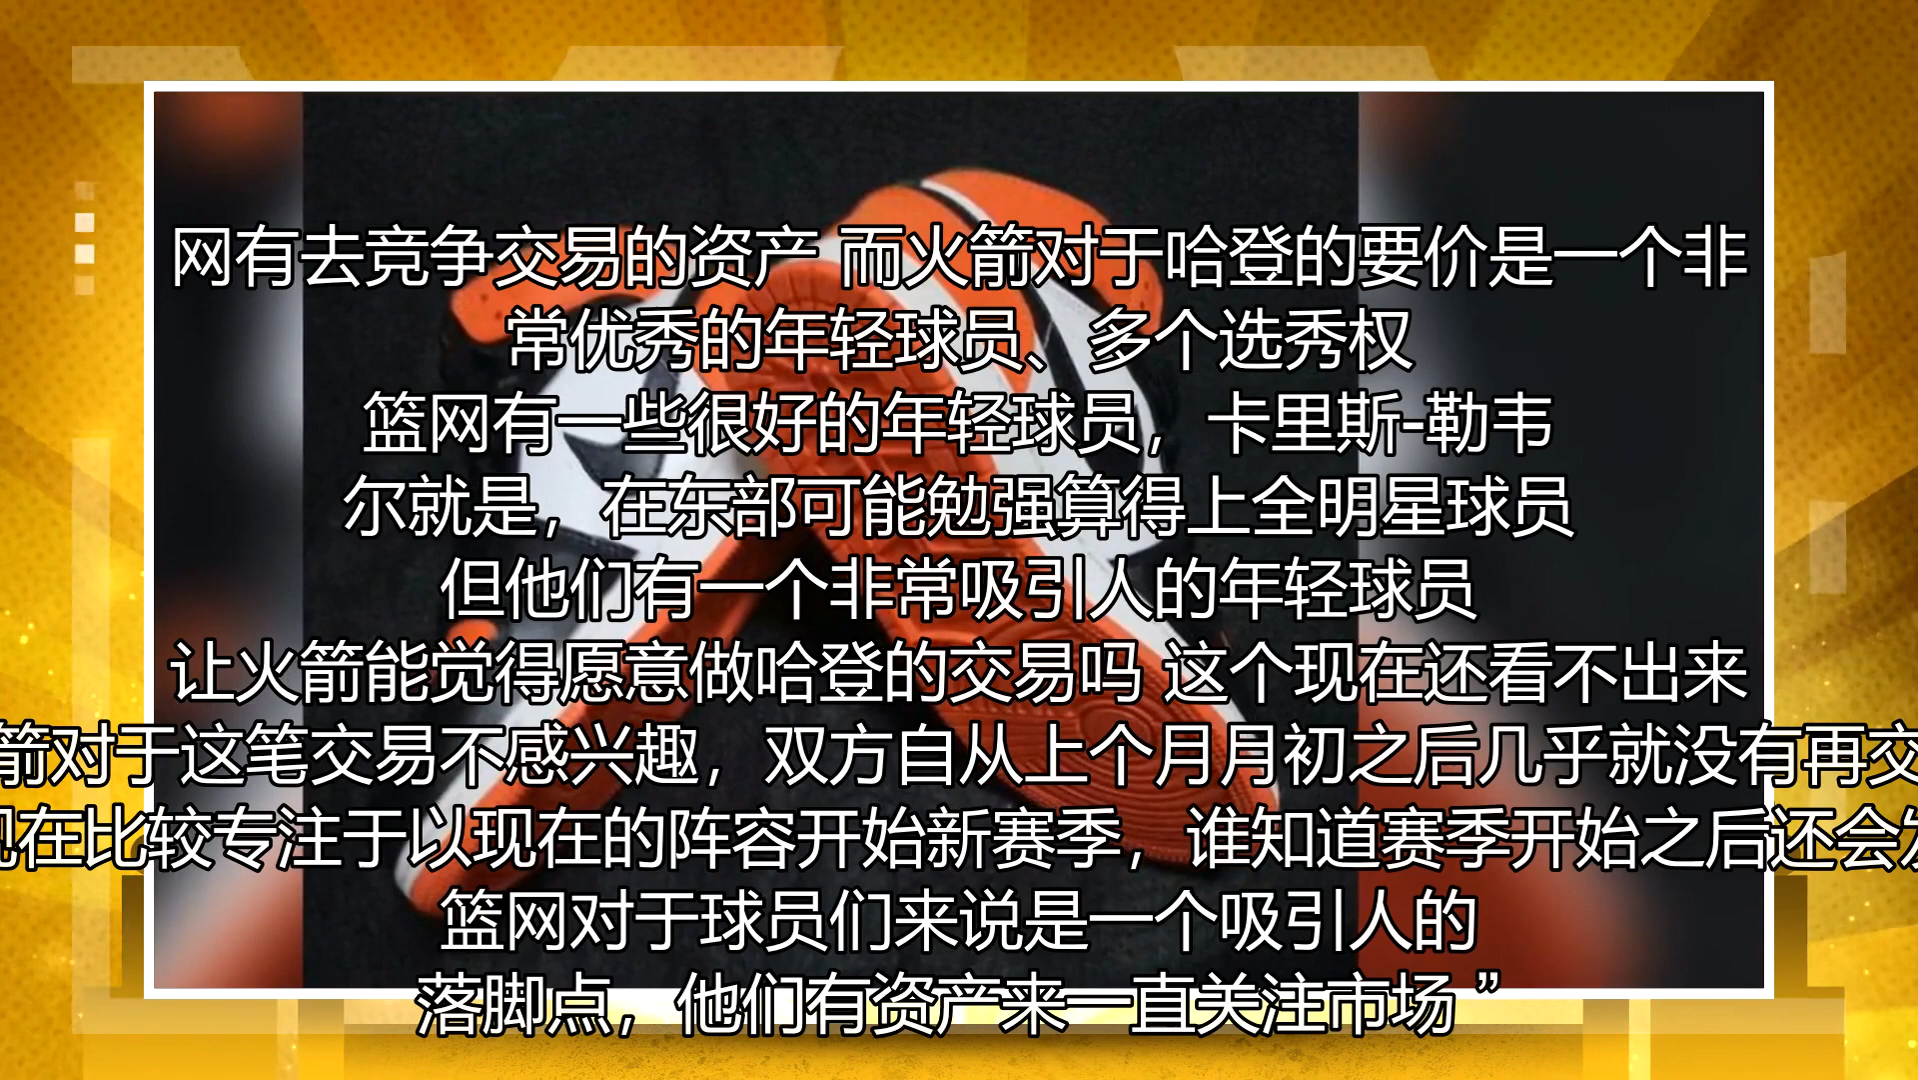 网有去竞争交易的资产 而火箭对于哈登的要价是一个非
常优秀的年轻球员、多个选秀权
篮网有一些很好的年轻球员，卡里斯-勒韦
尔就是，在东部可能勉强算得上全明星球员
但他们有一个非常吸引人的年轻球员
让火箭能觉得愿意做哈登的交易吗 这个现在还看不出来
箭对于这笔交易不感兴趣，双方自从上个月月初之后几乎就没有再交
现在比较专注于以现在的阵容开始新赛季，谁知道赛季开始之后还会发
篮网对于球员们来说是一个吸引人的
落脚点，他们有资产来一直关注市场 ”